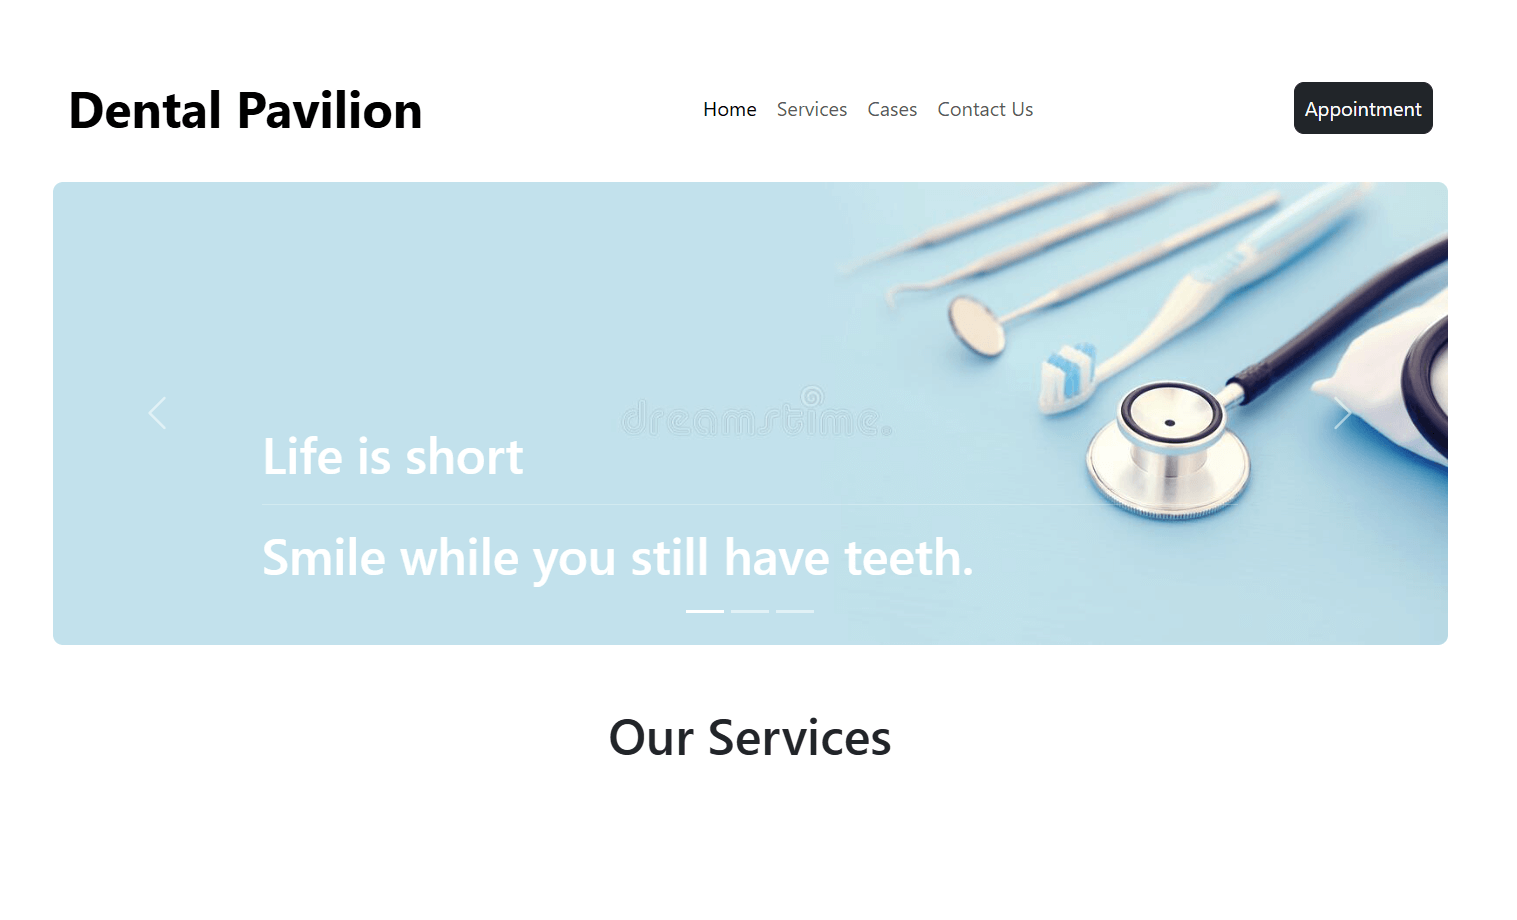 Dental Pavilion
Home Services Cases Contact Us
Appointment
dreamstime.
Life is short
Smile while you still have teeth.
Our Services